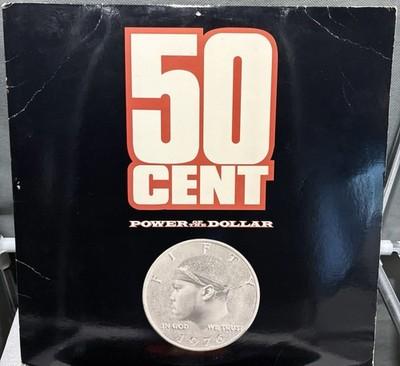 50
CENT
POWER OF THE DOLLAR
FIFTY
IN GOD WE TRUST
1976